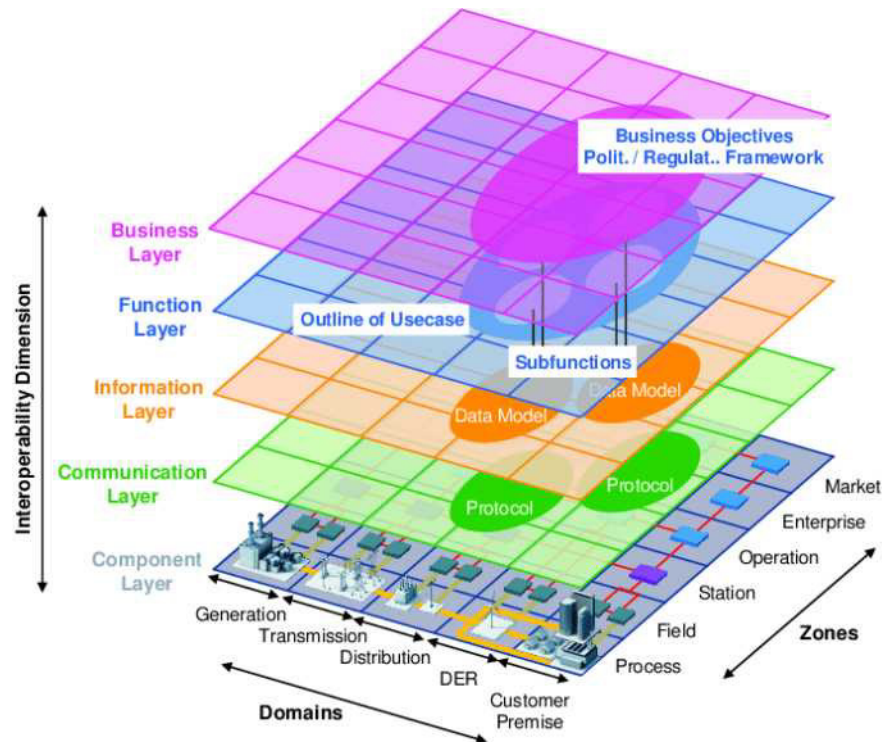 Business Objectives
Polit. / Regulat.. Framework
Business
Layer
Function
Layer
Outline of Usecase
Subfunctions
Information
Layer
Data Model
Data Model
Communication
Layer
Protocol
Protocol
Component
Layer
Interoperability Dimension
Market
Enterprise
Operation
Station
Field
Process
Zones
Generation
Transmission
Distribution
DER
Customer
Premise
Domains